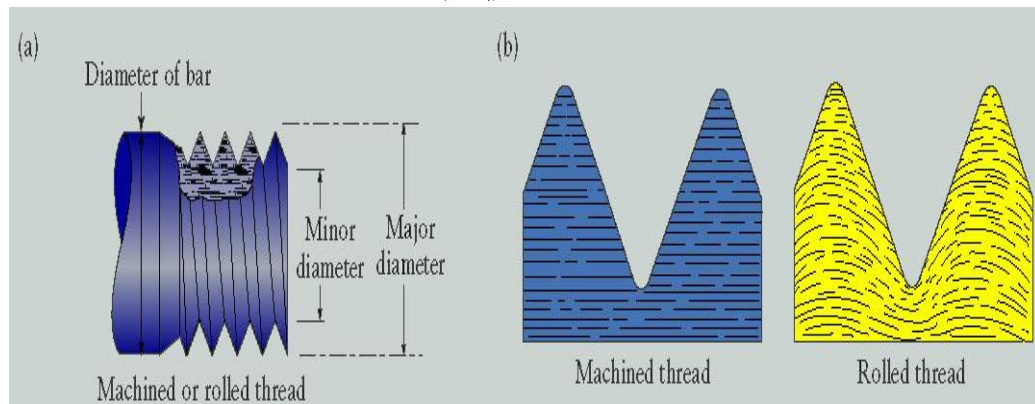 (a)
Diameter of bar
Minor
diameter
Major
diameter
Machined or rolled thread
(b)
Machined thread
Rolled thread